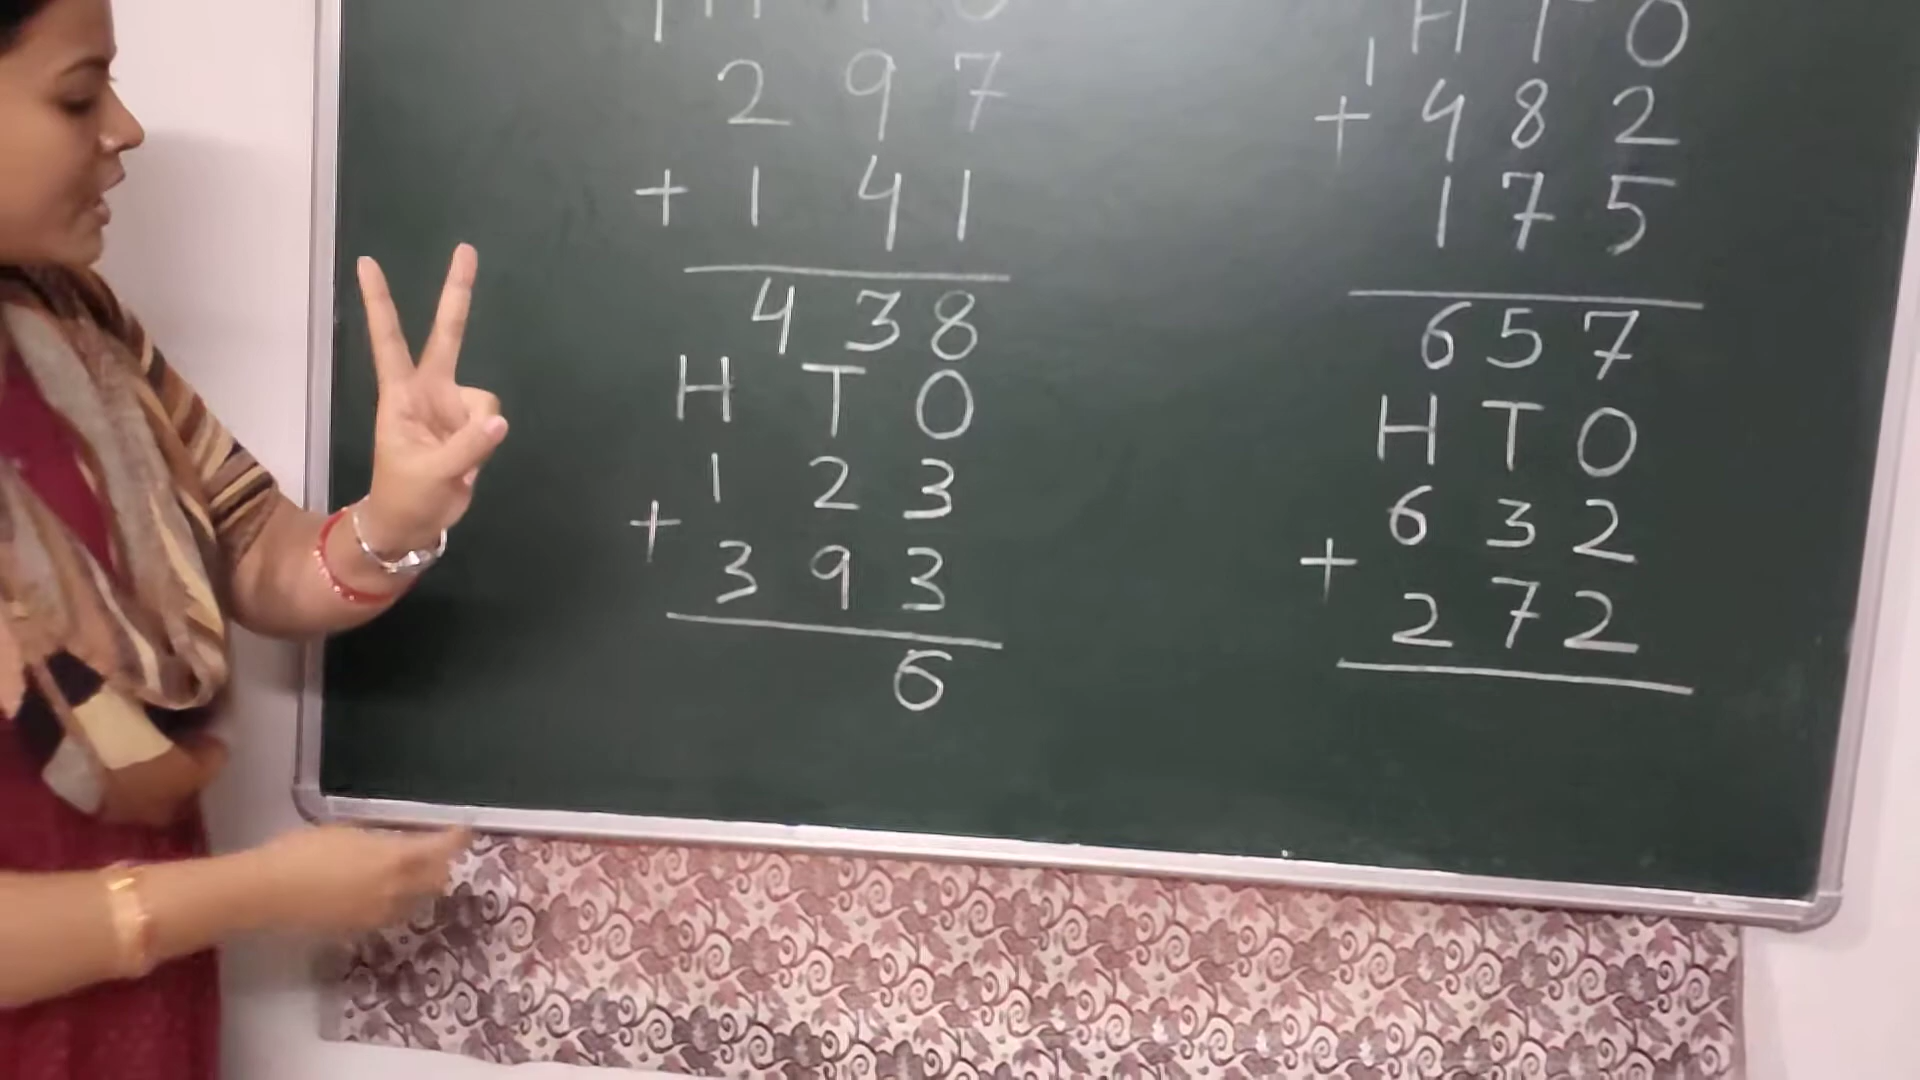 H T O
2 9 7
+ 1 4 1
4 3 8
H T O
1 2 3
+ 3 9 3
6
H T O
1
+ 4 8 2
1 7 5
6 5 7
H T O
6 3 2
+ 2 7 2